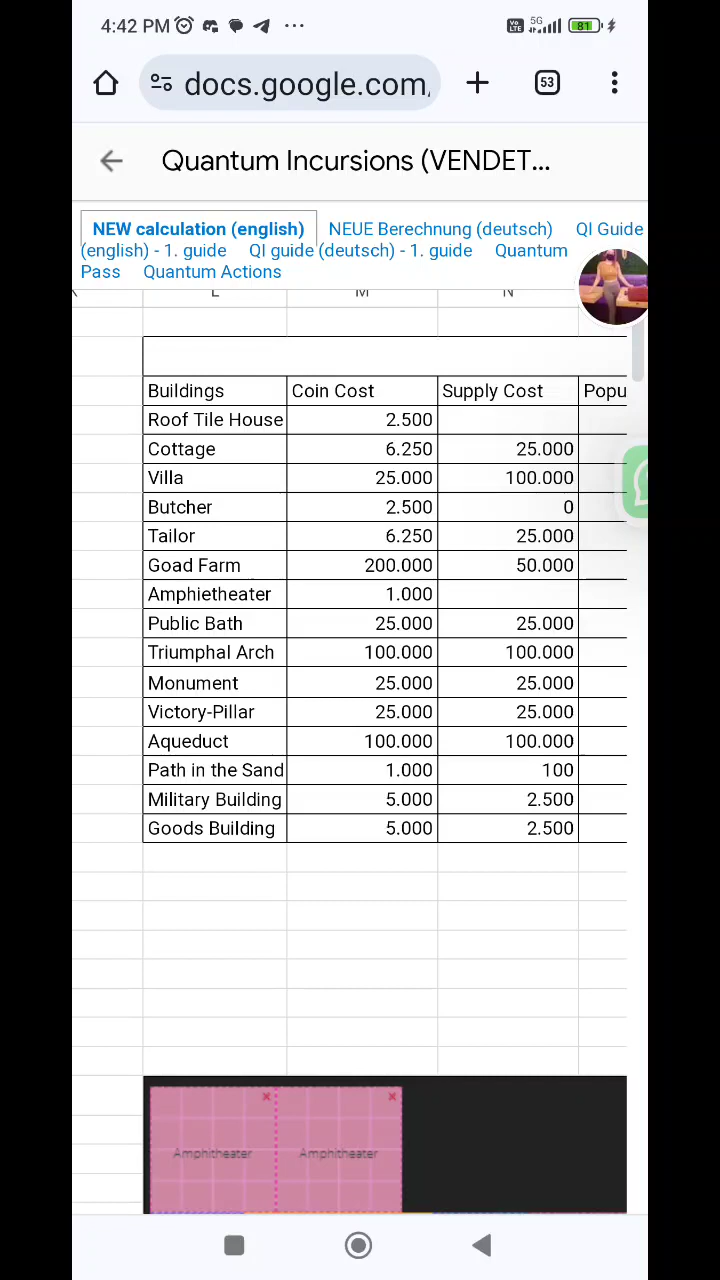 4:42 PM
Vo LTE 5G 81
docs.google.com,
53
Quantum Incursions (VENDET...
NEW calculation (english) NEUE Berechnung (deutsch) QI Guide
(english) - 1. guide QI guide (deutsch) - 1. guide Quantum
Pass Quantum Actions
L M N
Buildings Coin Cost Supply Cost Popu
Roof Tile House 2.500
Cottage 6.250 25.000
Villa 25.000 100.000
Butcher 2.500 0
Tailor 6.250 25.000
Goad Farm 200.000 50.000
Amphietheater 1.000
Public Bath 25.000 25.000
Triumphal Arch 100.000 100.000
Monument 25.000 25.000
Victory-Pillar 25.000 25.000
Aqueduct 100.000 100.000
Path in the Sand 1.000 100
Military Building 5.000 2.500
Goods Building 5.000 2.500
Amphitheater Amphitheater